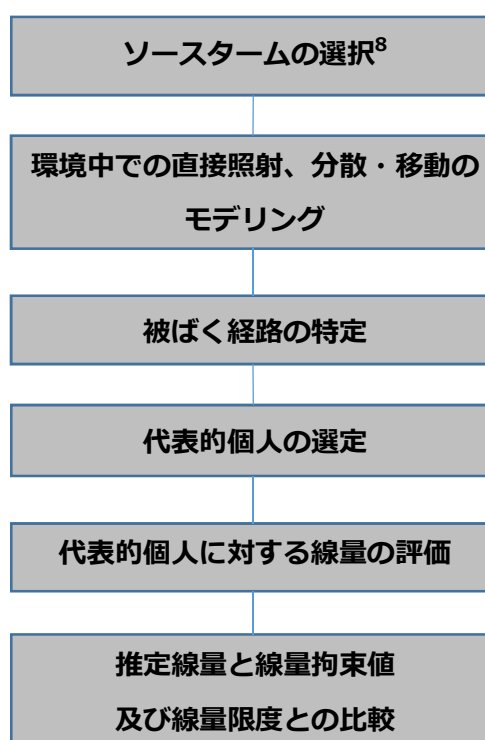 ソースタームの選択8
環境中での直接照射、分散・移動の
モデリング
被ばく経路の特定
代表的個人の選定
代表的個人に対する線量の評価
推定線量と線量拘束値
及び線量限度との比較